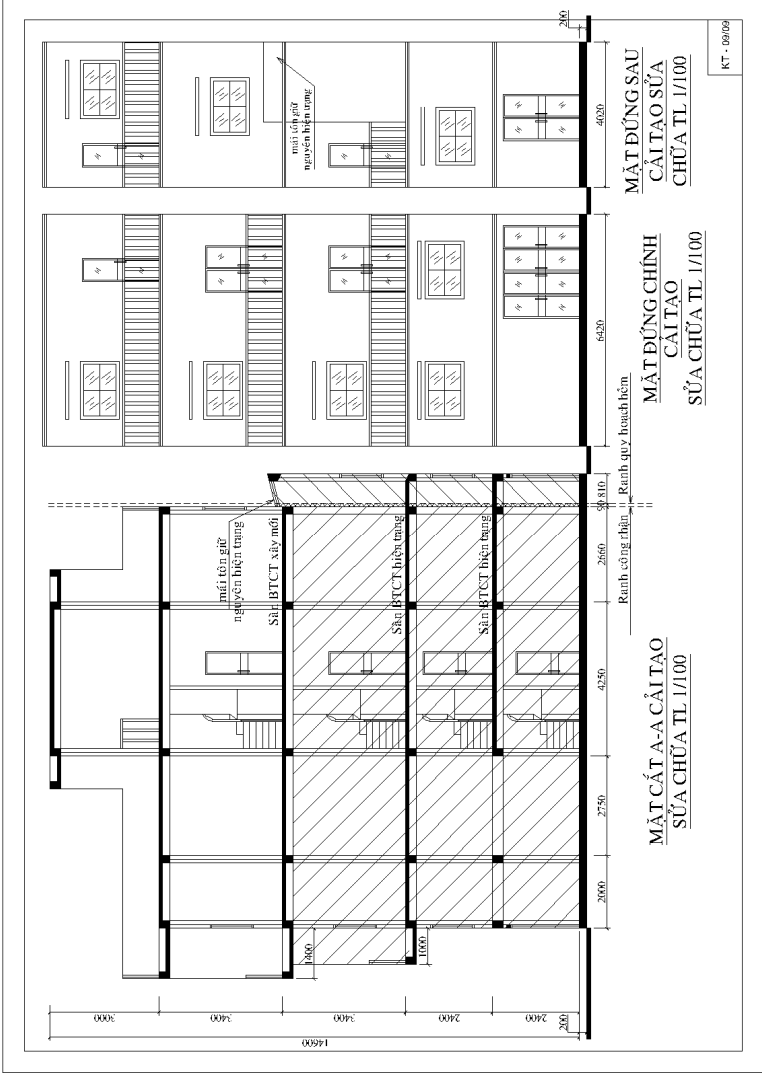 200
4020
mái tôn giữ
nguyên hiện trạng
MẶT ĐỨNG SAU
CẢI TẠO SỬA
CHỮA TL 1/100
KT - 09/09
6420
MẶT ĐỨNG CHÍNH
CẢI TẠO
SỬA CHỮA TL 1/100
mái tôn giữ
nguyên hiện trạng
Sàn BTCT xây mới
Sàn BTCT hiện trạng
Sàn BTCT hiện trạng
Ranh quy hoạch hẻm
Ranh công nhận
90
810
2660
4250
2750
2000
1400
1000
3000
3400
3400
2400
2400
200
14600
MẶT CẮT A-A CẢI TẠO
SỬA CHỮA TL 1/100